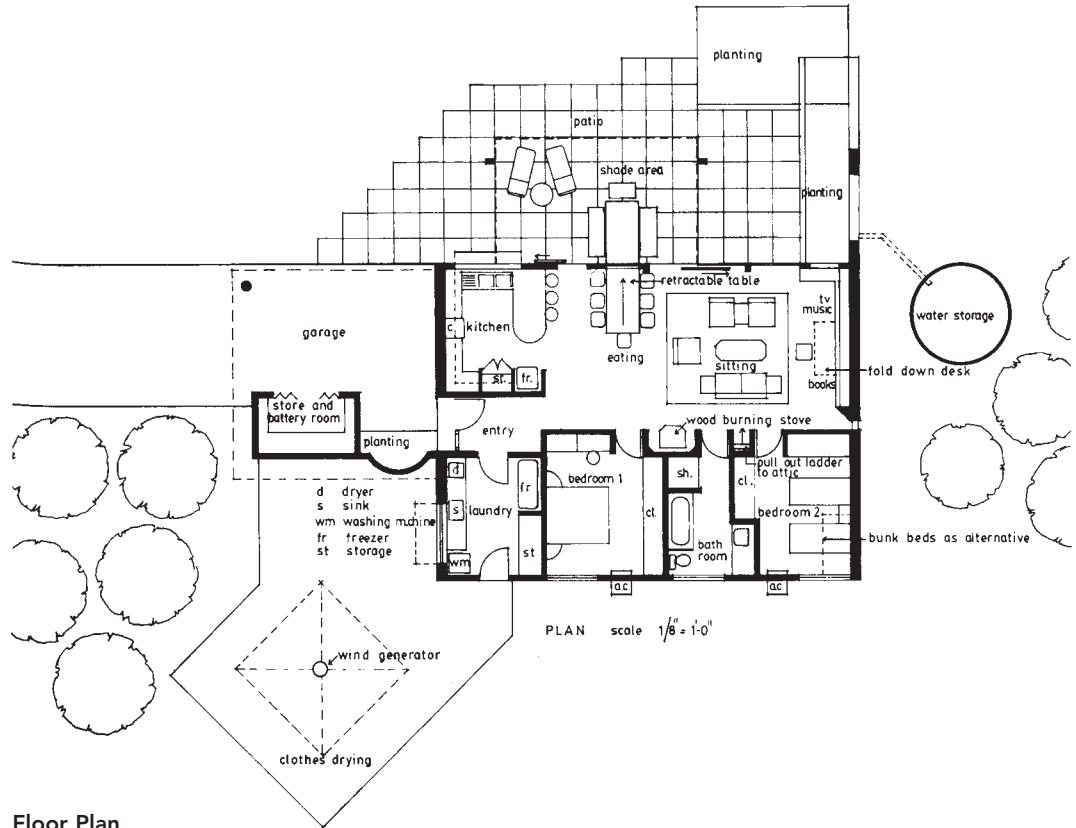 planting
patio
shade area
planting
retractable table
garage
c
kitchen
tv
music
water storage
eating
sitting
st.
fr.
fold down desk
books
store and
battery room
wood burning stove
entry
planting
pull out ladder
to attic
d
bedroom 1
sh.
cl.
fr
d dryer
s sink
wm washing machine
fr freezer
st storage
s
laundry
cl.
bedroom 2
bunk beds as alternative
st
bath
room
wm
a.c.
a.c.
PLAN scale 1/8" = 1'-0"
wind generator
clothes drying
Floor Plan